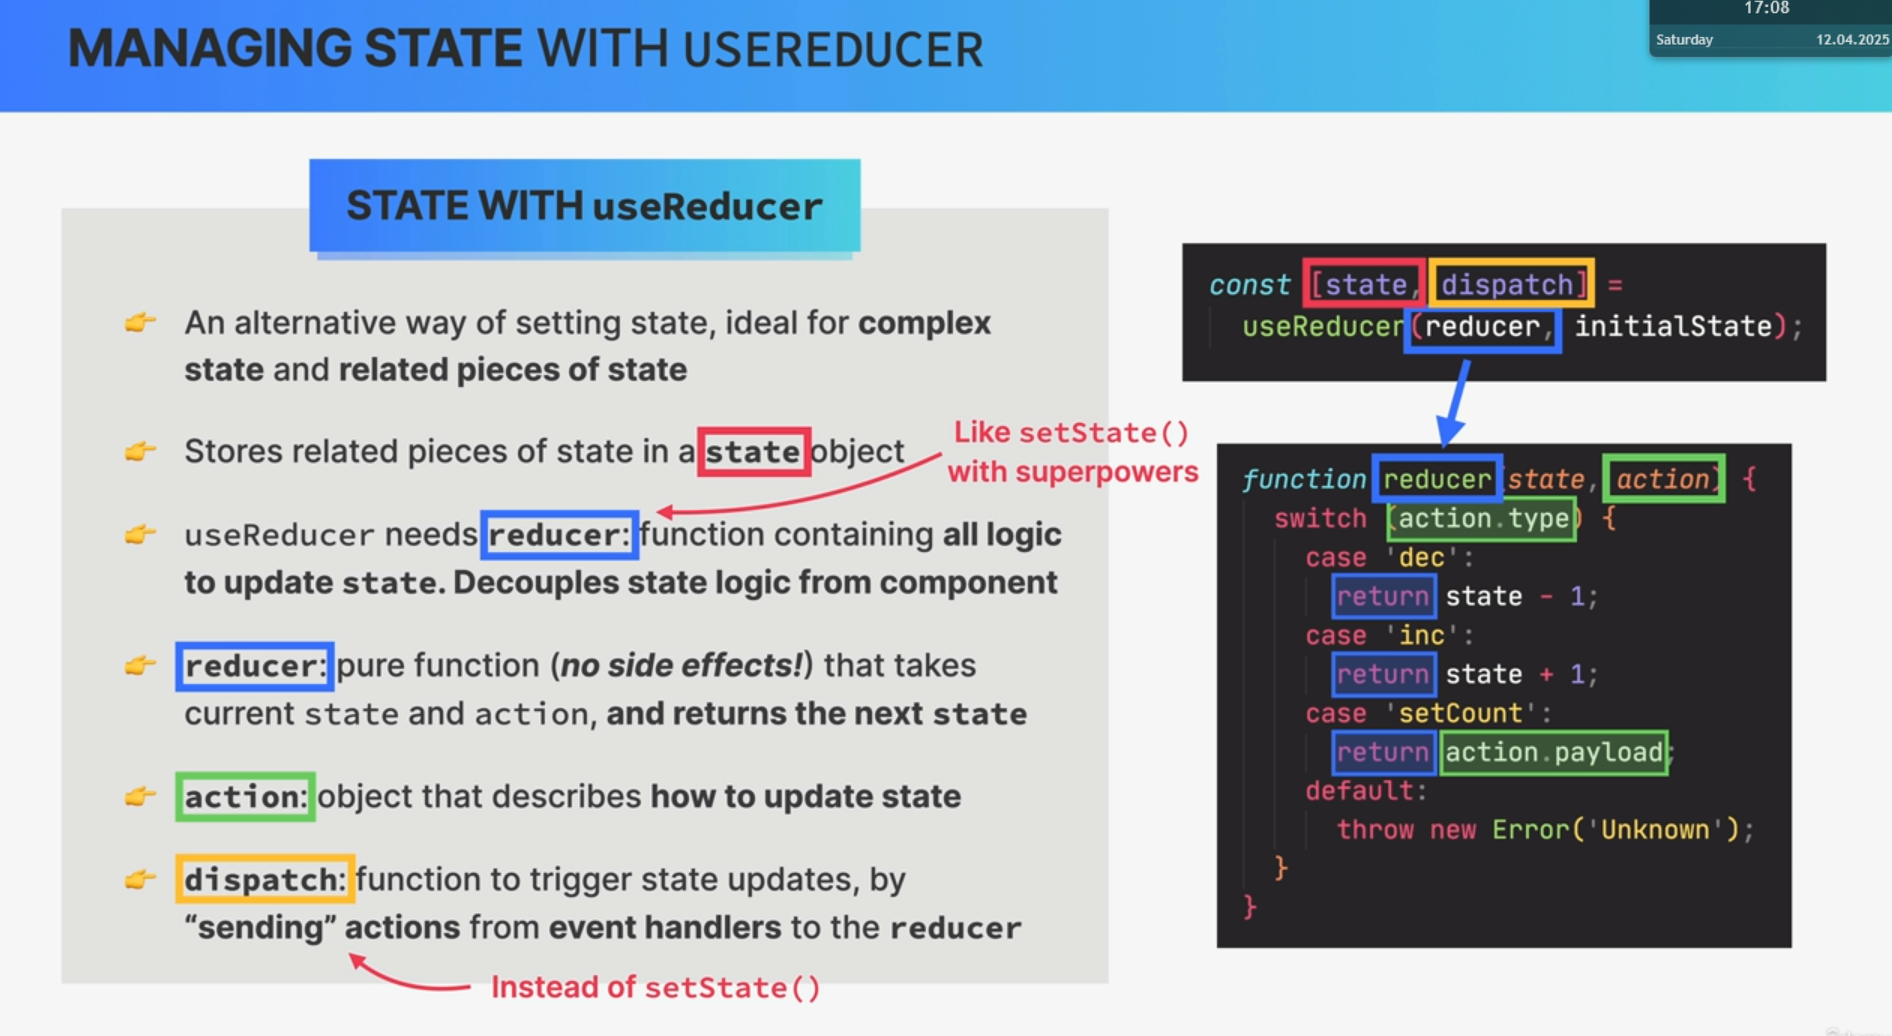 17:08
Saturday 12.04.2025
MANAGING STATE WITH USEREDUCER
STATE WITH useReducer
An alternative way of setting state, ideal for complex
state and related pieces of state
Stores related pieces of state in a state object
Like setState()
with superpowers
useReducer needs reducer: function containing all logic
to update state. Decouples state logic from component
reducer: pure function (no side effects!) that takes
current state and action, and returns the next state
action: object that describes how to update state
dispatch: function to trigger state updates, by
“sending” actions from event handlers to the reducer
Instead of setState()
const [state, dispatch] =
useReducer(reducer, initialState);
function reducer(state, action) {
switch (action.type) {
case 'dec':
return state - 1;
case 'inc':
return state + 1;
case 'setCount':
return action.payload;
default:
throw new Error('Unknown');
}
}